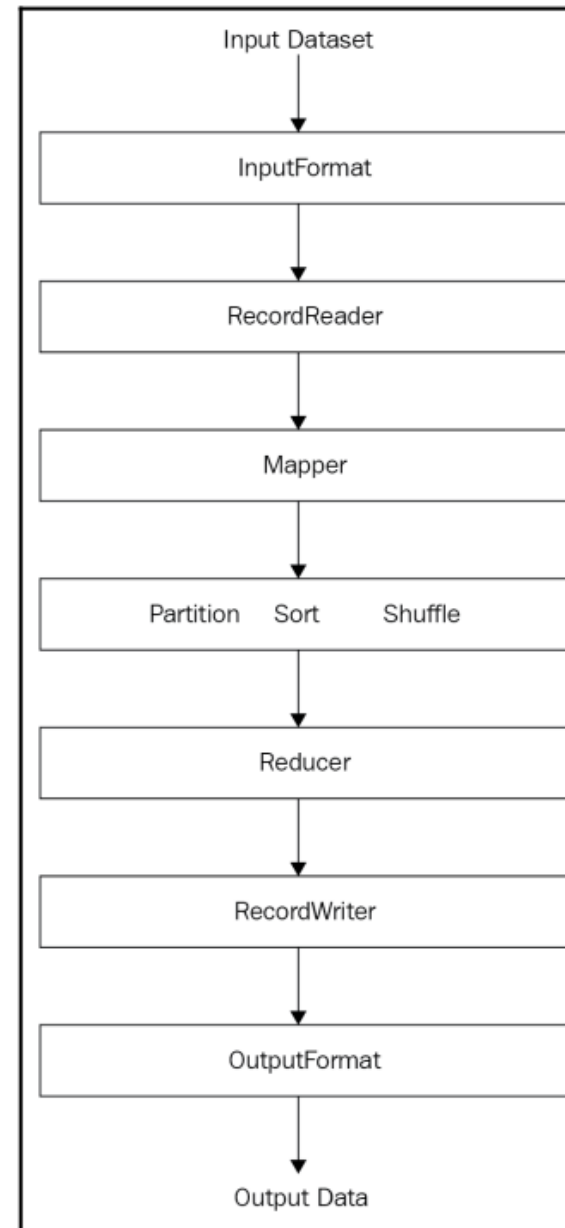 Input Dataset
InputFormat
RecordReader
Mapper
Partition Sort Shuffle
Reducer
RecordWriter
OutputFormat
Output Data